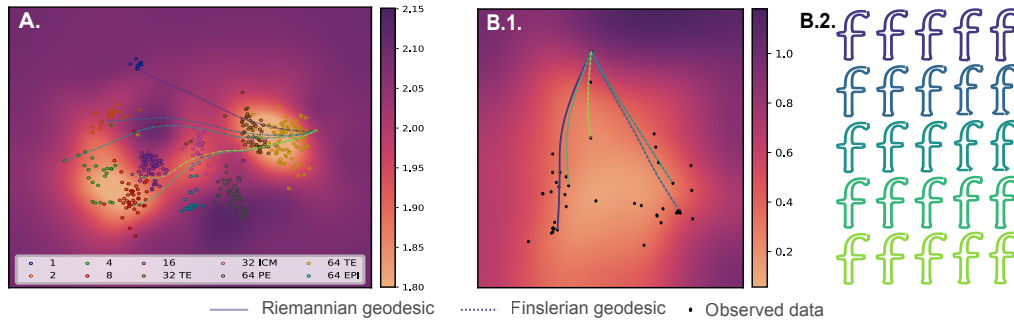 A.
2.15
2.10
2.05
2.00
1.95
1.90
1.85
1.80
1 4 16 32 ICM 64 TE
2 8 32 TE 64 PE 64 EPI
B.1.
1.0
0.8
0.6
0.4
0.2
B.2.
f f f f f
f f f f f
f f f f f
f f f f f
f f f f f
Riemannian geodesic Finslerian geodesic Observed data